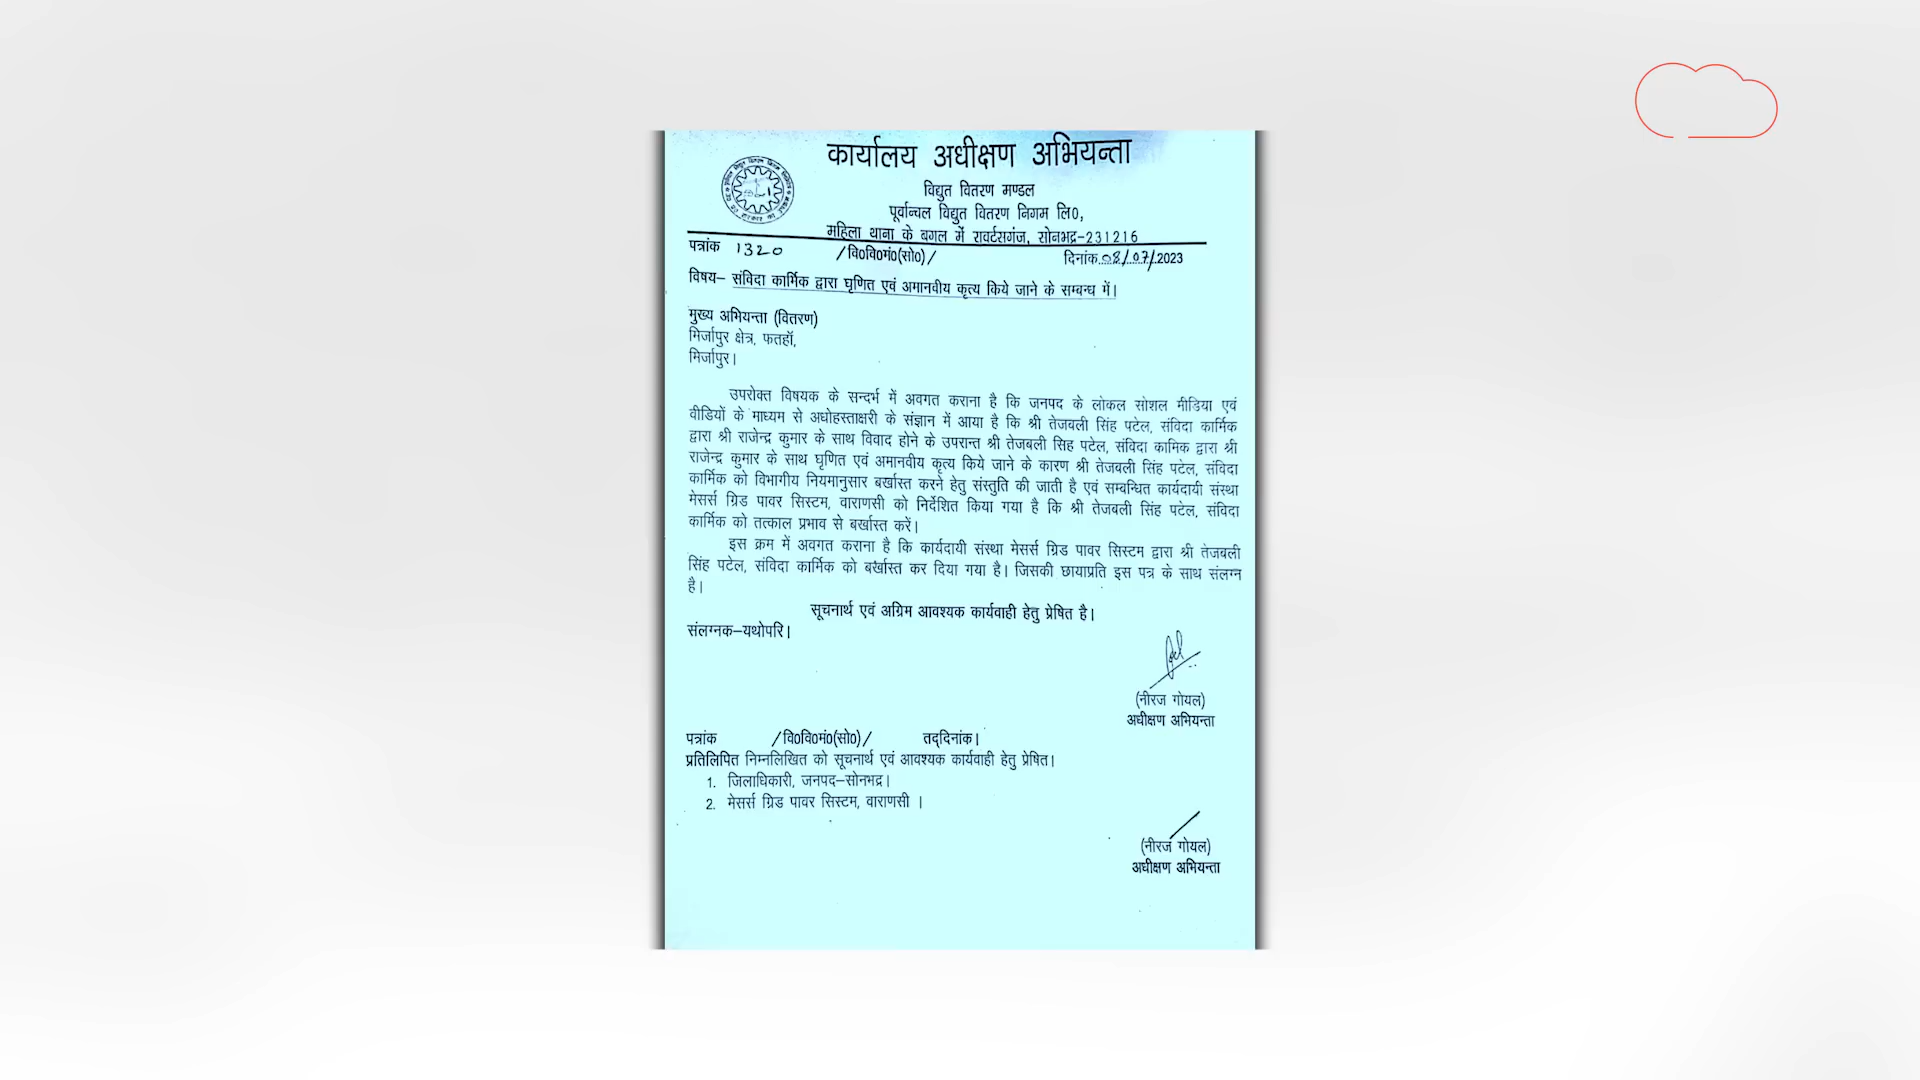 कार्यालय अधीक्षण अभियन्ता
विद्युत वितरण मण्डल
पूर्वान्चल विद्युत वितरण निगम लि0,
महिला थाना के बगल में रावर्टसगंज, सोनभद्र-231216
पत्रांक 1320 /वि0वि0मं0(सो0)/ दिनांक 08/07/2023
विषय– संविदा कार्मिक द्वारा घृणित एवं अमानवीय कृत्य किये जाने के सम्बन्ध में।
मुख्य अभियन्ता (वितरण)
मिर्जापुर क्षेत्र, फतहॉ,
मिर्जापुर।
उपरोक्त विषयक के सन्दर्भ में अवगत कराना है कि जनपद के लोकल सोशल मीडिया एवं
वीडियों के माध्यम से अधोहस्ताक्षरी के संज्ञान में आया है कि श्री तेजबली सिंह पटेल, संविदा कार्मिक
द्वारा श्री राजेन्द्र कुमार के साथ विवाद होने के उपरान्त श्री तेजबली सिह पटेल, संविदा कामिक द्वारा श्री
राजेन्द्र कुमार के साथ घृणित एवं अमानवीय कृत्य किये जाने के कारण श्री तेजबली सिंह पटेल, संविदा
कार्मिक को विभागीय नियमानुसार बर्खास्त करने हेतु संस्तुति की जाती है एवं सम्बन्धित कार्यदायी संस्था
मेसर्स ग्रिड पावर सिस्टम, वाराणसी को निर्देशित किया गया है कि श्री तेजबली सिंह पटेल, संविदा
कार्मिक को तत्काल प्रभाव से बर्खास्त करें।
इस क्रम में अवगत कराना है कि कार्यदायी संस्था मेसर्स ग्रिड पावर सिस्टम द्वारा श्री तेजबली
सिंह पटेल, संविदा कार्मिक को बर्खास्त कर दिया गया है। जिसकी छायाप्रति इस पत्र के साथ संलग्न
है।
सूचनार्थ एवं अग्रिम आवश्यक कार्यवाही हेतु प्रेषित है।
संलग्नक–यथोपरि।
(नीरज गोयल)
अधीक्षण अभियन्ता
पत्रांक /वि0वि0मं0(सो0)/ तद्दिनांक।
प्रतिलिपित निम्नलिखित को सूचनार्थ एवं आवश्यक कार्यवाही हेतु प्रेषित।
1. जिलाधिकारी, जनपद–सोनभद्र।
2. मेसर्स ग्रिड पावर सिस्टम, वाराणसी ।
(नीरज गोयल)
अधीक्षण अभियन्ता